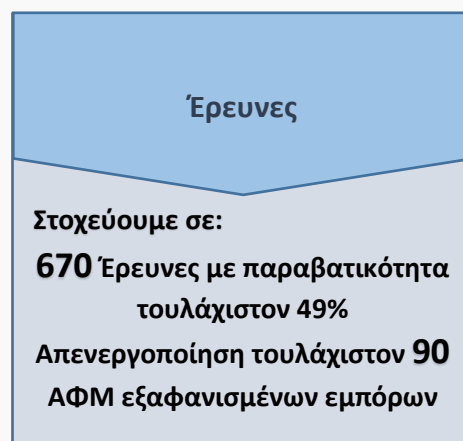 Έρευνες
Στοχεύουμε σε:
670 Έρευνες με παραβατικότητα
τουλάχιστον 49%
Απενεργοποίηση τουλάχιστον 90
ΑΦΜ εξαφανισμένων εμπόρων